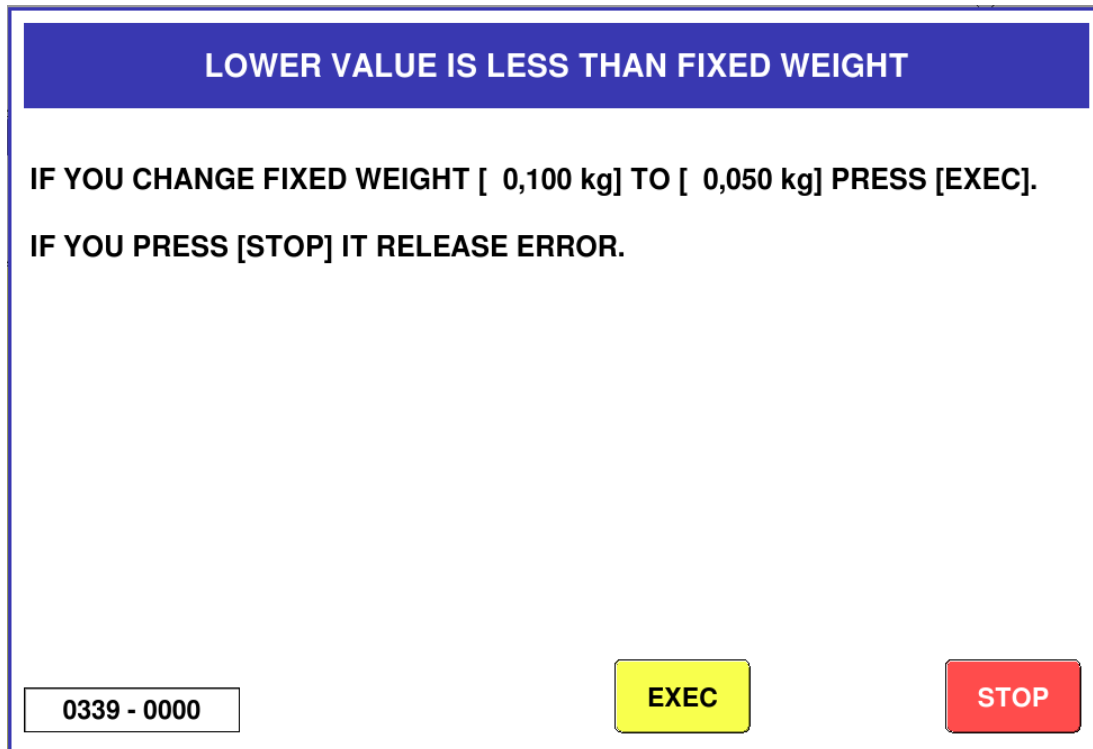 LOWER VALUE IS LESS THAN FIXED WEIGHT
IF YOU CHANGE FIXED WEIGHT [  0,100 kg] TO [  0,050 kg] PRESS [EXEC].
IF YOU PRESS [STOP] IT RELEASE ERROR.
0339 - 0000
EXEC
STOP